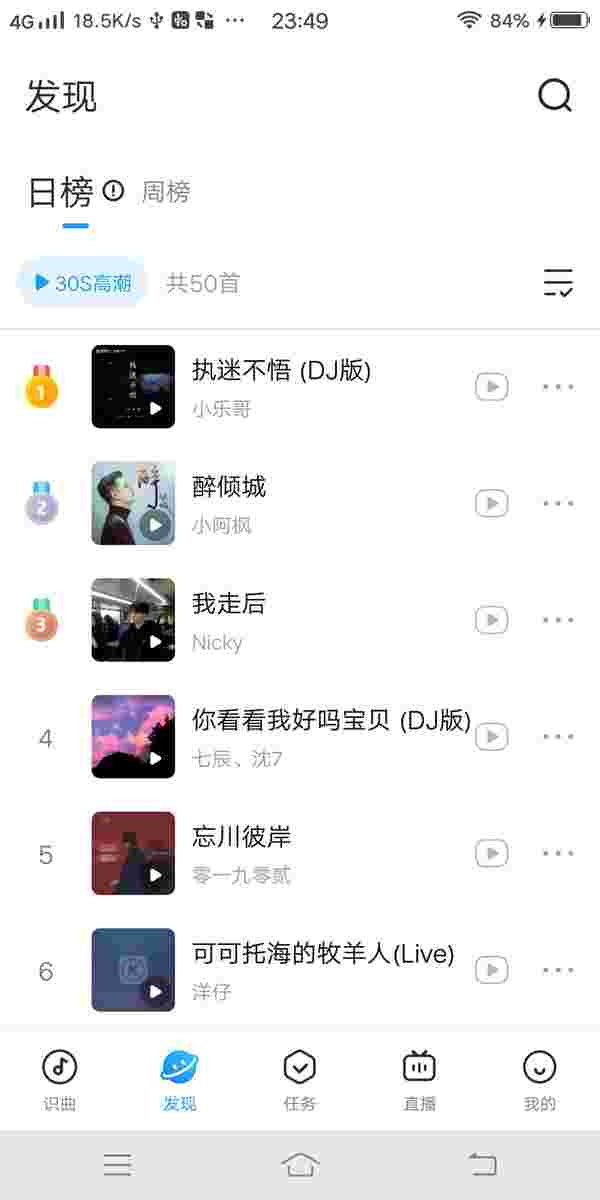 4G 18.5K/s 23:49 84%
发现
日榜 周榜
30S高潮 共50首
1
执迷不悟 (DJ版)
小乐哥
2
醉倾城
小阿枫
3
我走后
Nicky
4
你看看我好吗宝贝 (DJ版)
七辰、沈7
5
忘川彼岸
零一九零贰
6
可可托海的牧羊人(Live)
洋仔
识曲 发现 任务 直播 我的